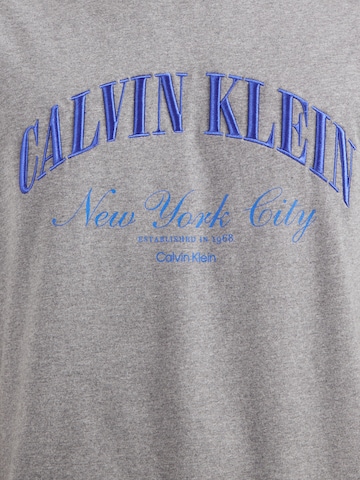 CALVIN KLEIN
New York City
ESTABLISHED IN 1968
Calvin Klein